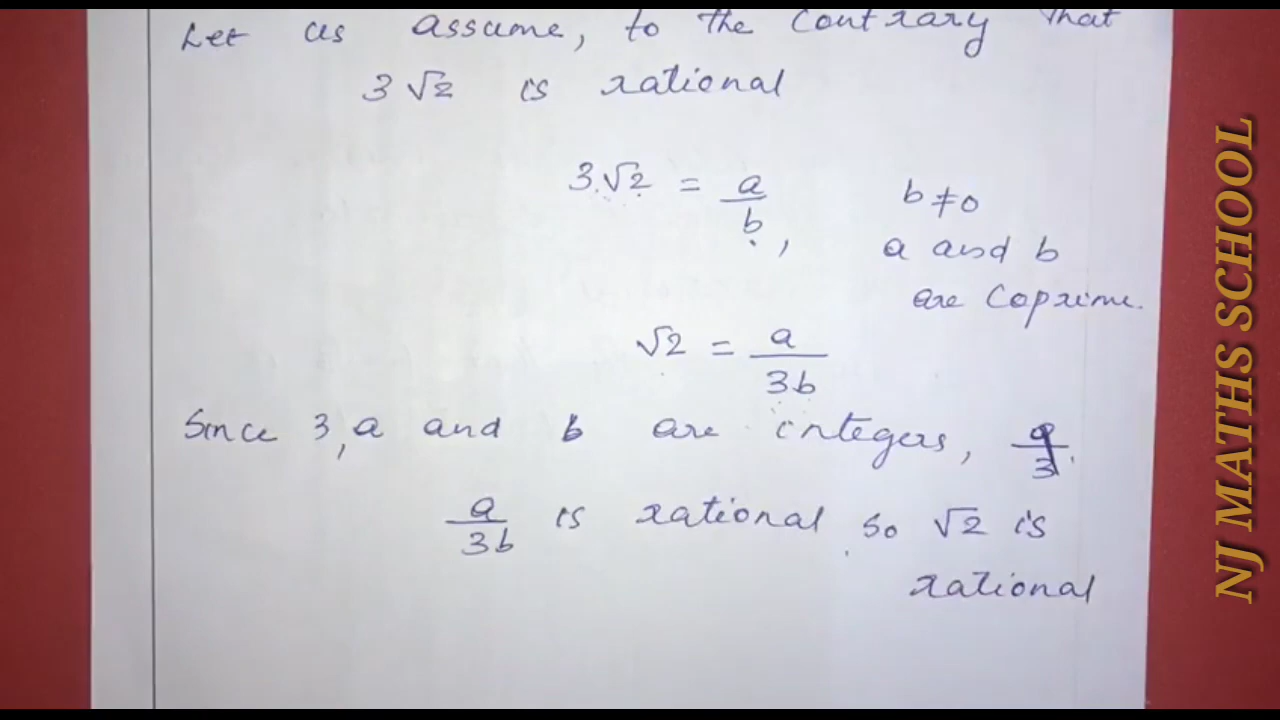 Let us assume, to the contrary that
3√2 is rational
3√2 = a/b, b ≠ 0
a and b
are coprime.
√2 = a/3b
Since 3, a and b are integers,
a/3b is rational so √2 is
rational
NJ MATHS SCHOOL